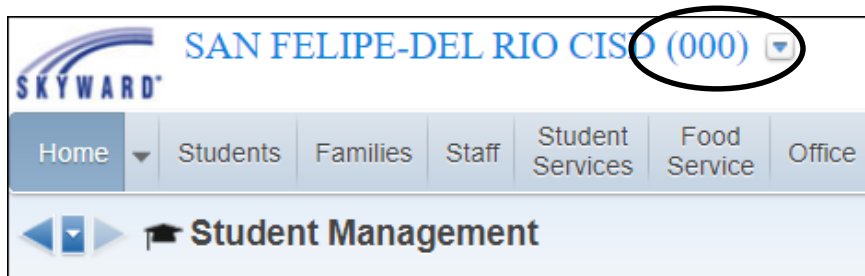 SAN FELIPE-DEL RIO CISD (000)
SKYWARD
Home Students Families Staff Student Services Food Service Office
Student Management